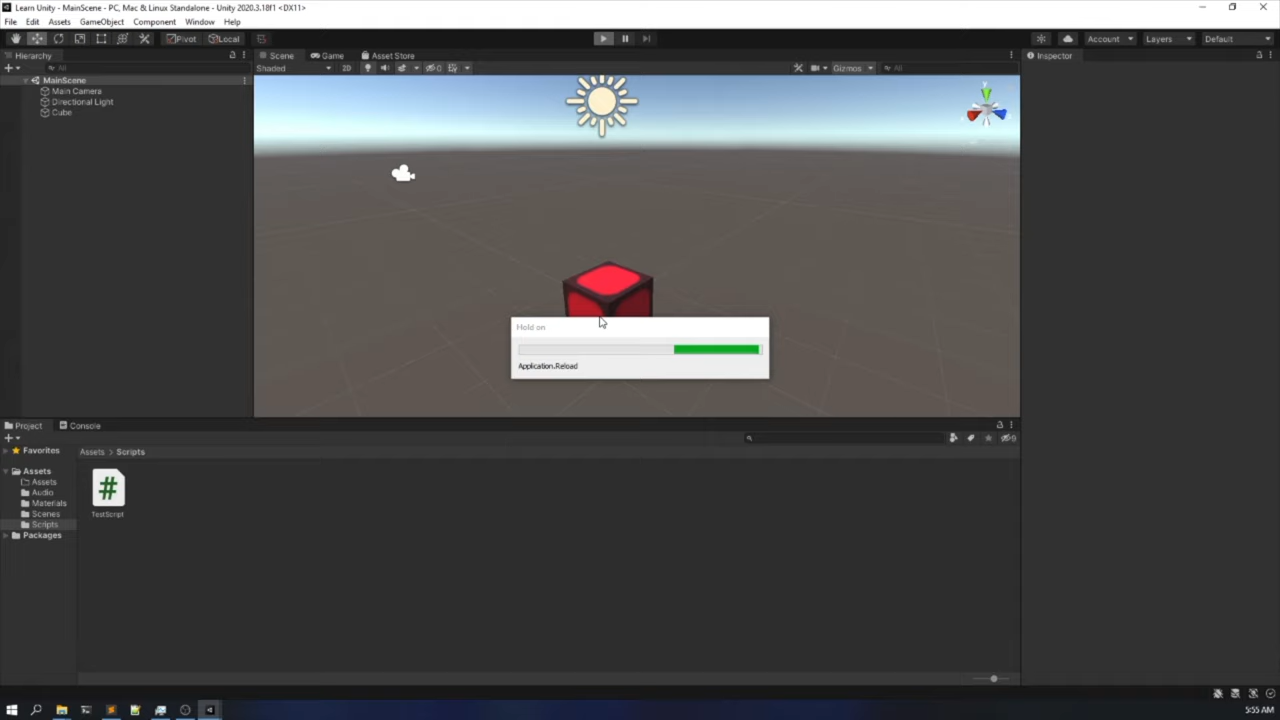 Learn Unity - MainScene - PC, Mac & Linux Standalone - Unity 2020.3.18f1 <DX11>
File Edit Assets GameObject Component Window Help
Pivot Local Account Layers Default
Hierarchy Scene Game Asset Store Inspector
All Shaded 2D 0 Gizmos All
MainScene
Main Camera
Directional Light
Cube
Hold on
Application.Reload
Project Console
Favorites
Assets > Scripts
Assets
Assets
Audio
Materials
Scenes
Scripts
Packages
#
TestScript
5:55 AM